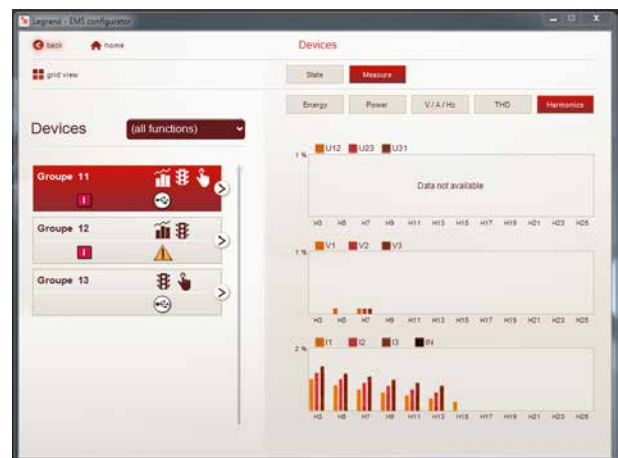 Legrand - EMS configurator
back home Devices
grid view State Measure
Energy Power V / A / Hz THD Harmonics
Devices (all functions)
U12 U23 U31
1 %
Groupe 11
Data not available
I
H3 H5 H7 H9 H11 H13 H15 H17 H19 H21 H23 H25
Groupe 12
V1 V2 V3
1 %
I
Groupe 13
H3 H5 H7 H9 H11 H13 H15 H17 H19 H21 H23 H25
I1 I2 I3 IN
2 %
H3 H5 H7 H9 H11 H13 H15 H17 H19 H21 H23 H25